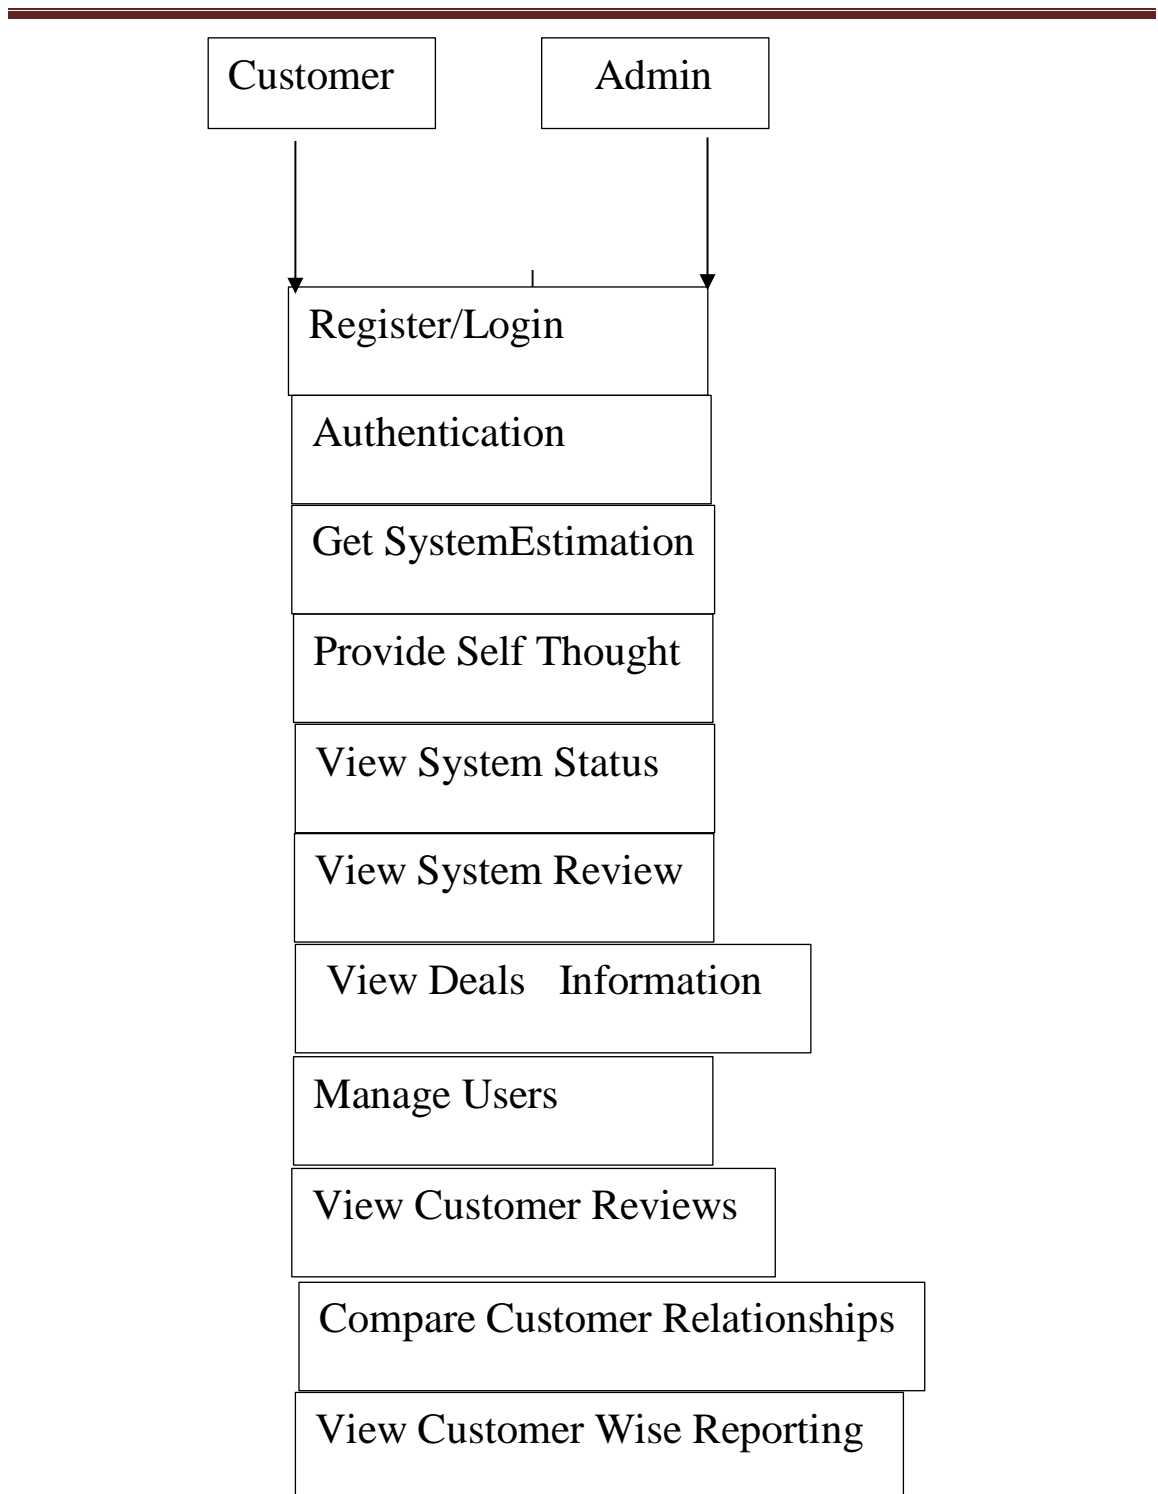 Customer
Admin
Register/Login
Authentication
Get SystemEstimation
Provide Self Thought
View System Status
View System Review
View Deals Information
Manage Users
View Customer Reviews
Compare Customer Relationships
View Customer Wise Reporting